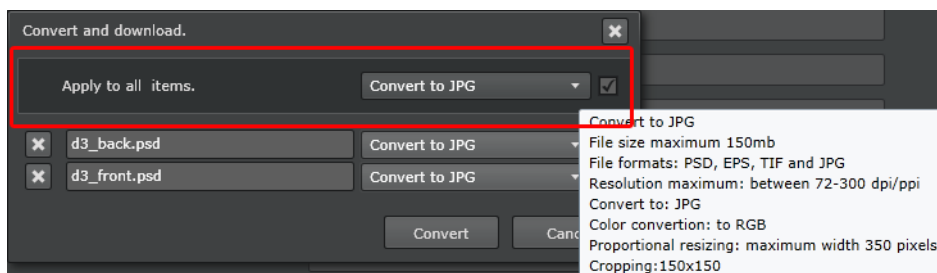 Convert and download.
Apply to all items.
Convert to JPG
d3_back.psd
Convert to JPG
d3_front.psd
Convert to JPG
Convert
Canc
Convert to JPG
File size maximum 150mb
File formats: PSD, EPS, TIF and JPG
Resolution maximum: between 72-300 dpi/ppi
Convert to: JPG
Color convertion: to RGB
Proportional resizing: maximum width 350 pixels
Cropping:150x150